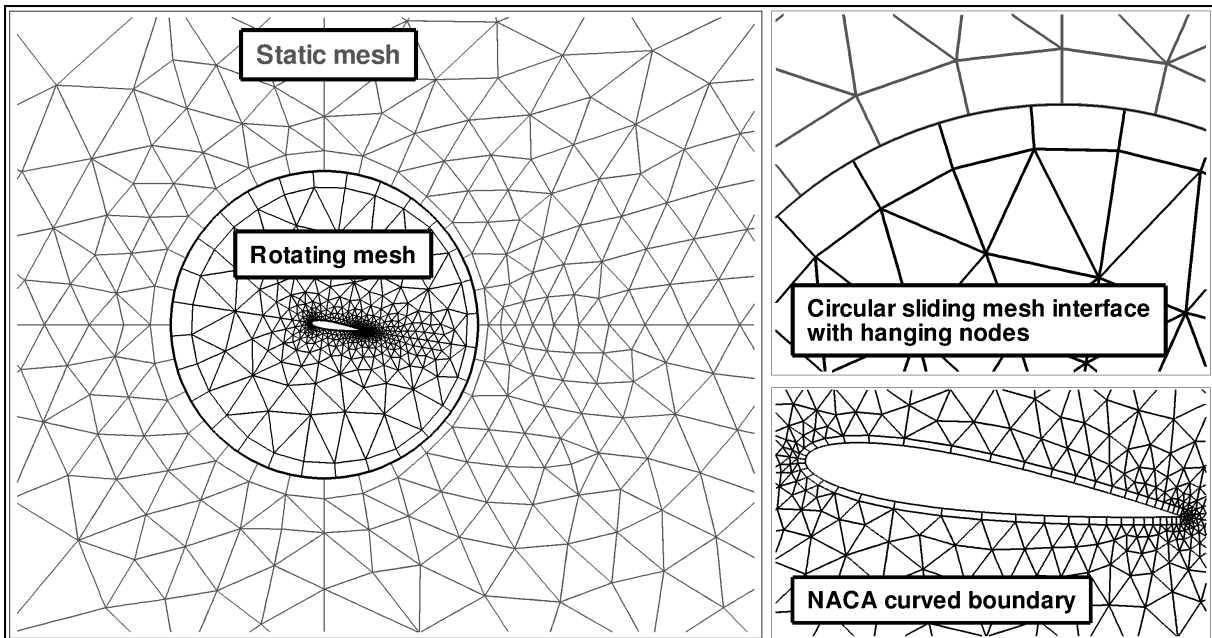 Static mesh
Rotating mesh
Circular sliding mesh interface
with hanging nodes
NACA curved boundary